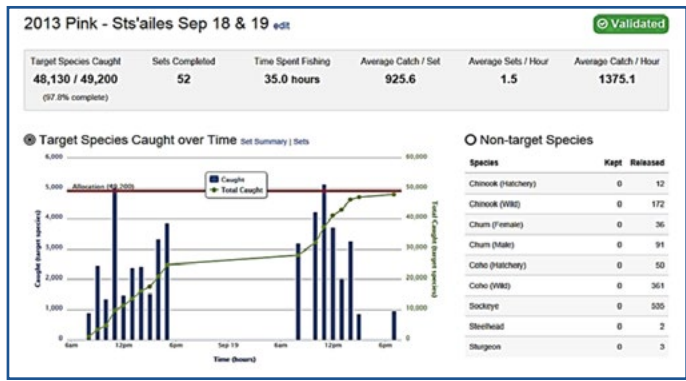 2013 Pink - Sts'ailes Sep 18 & 19 edit
Validated
Target Species Caught
48,130 / 49,200
(97.8% complete)
Sets Completed
52
Time Spent Fishing
35.0 hours
Average Catch / Set
925.6
Average Sets / Hour
1.5
Average Catch / Hour
1375.1
Target Species Caught over Time Set Summary | Sets
6,000
5,000
4,000
3,000
2,000
1,000
0
Caught (target species)
Allocation (49,200)
Caught
Total Caught
60,000
50,000
40,000
30,000
20,000
10,000
0
Total Caught (target species)
6am 12pm 6pm Sep 19 6am 12pm 6pm
Time (hours)
Non-target Species
Species Kept Released
Chinook (Hatchery) 0 12
Chinook (Wild) 0 172
Chum (Female) 0 36
Chum (Male) 0 91
Coho (Hatchery) 0 50
Coho (Wild) 0 361
Sockeye 0 535
Steelhead 0 2
Sturgeon 0 3